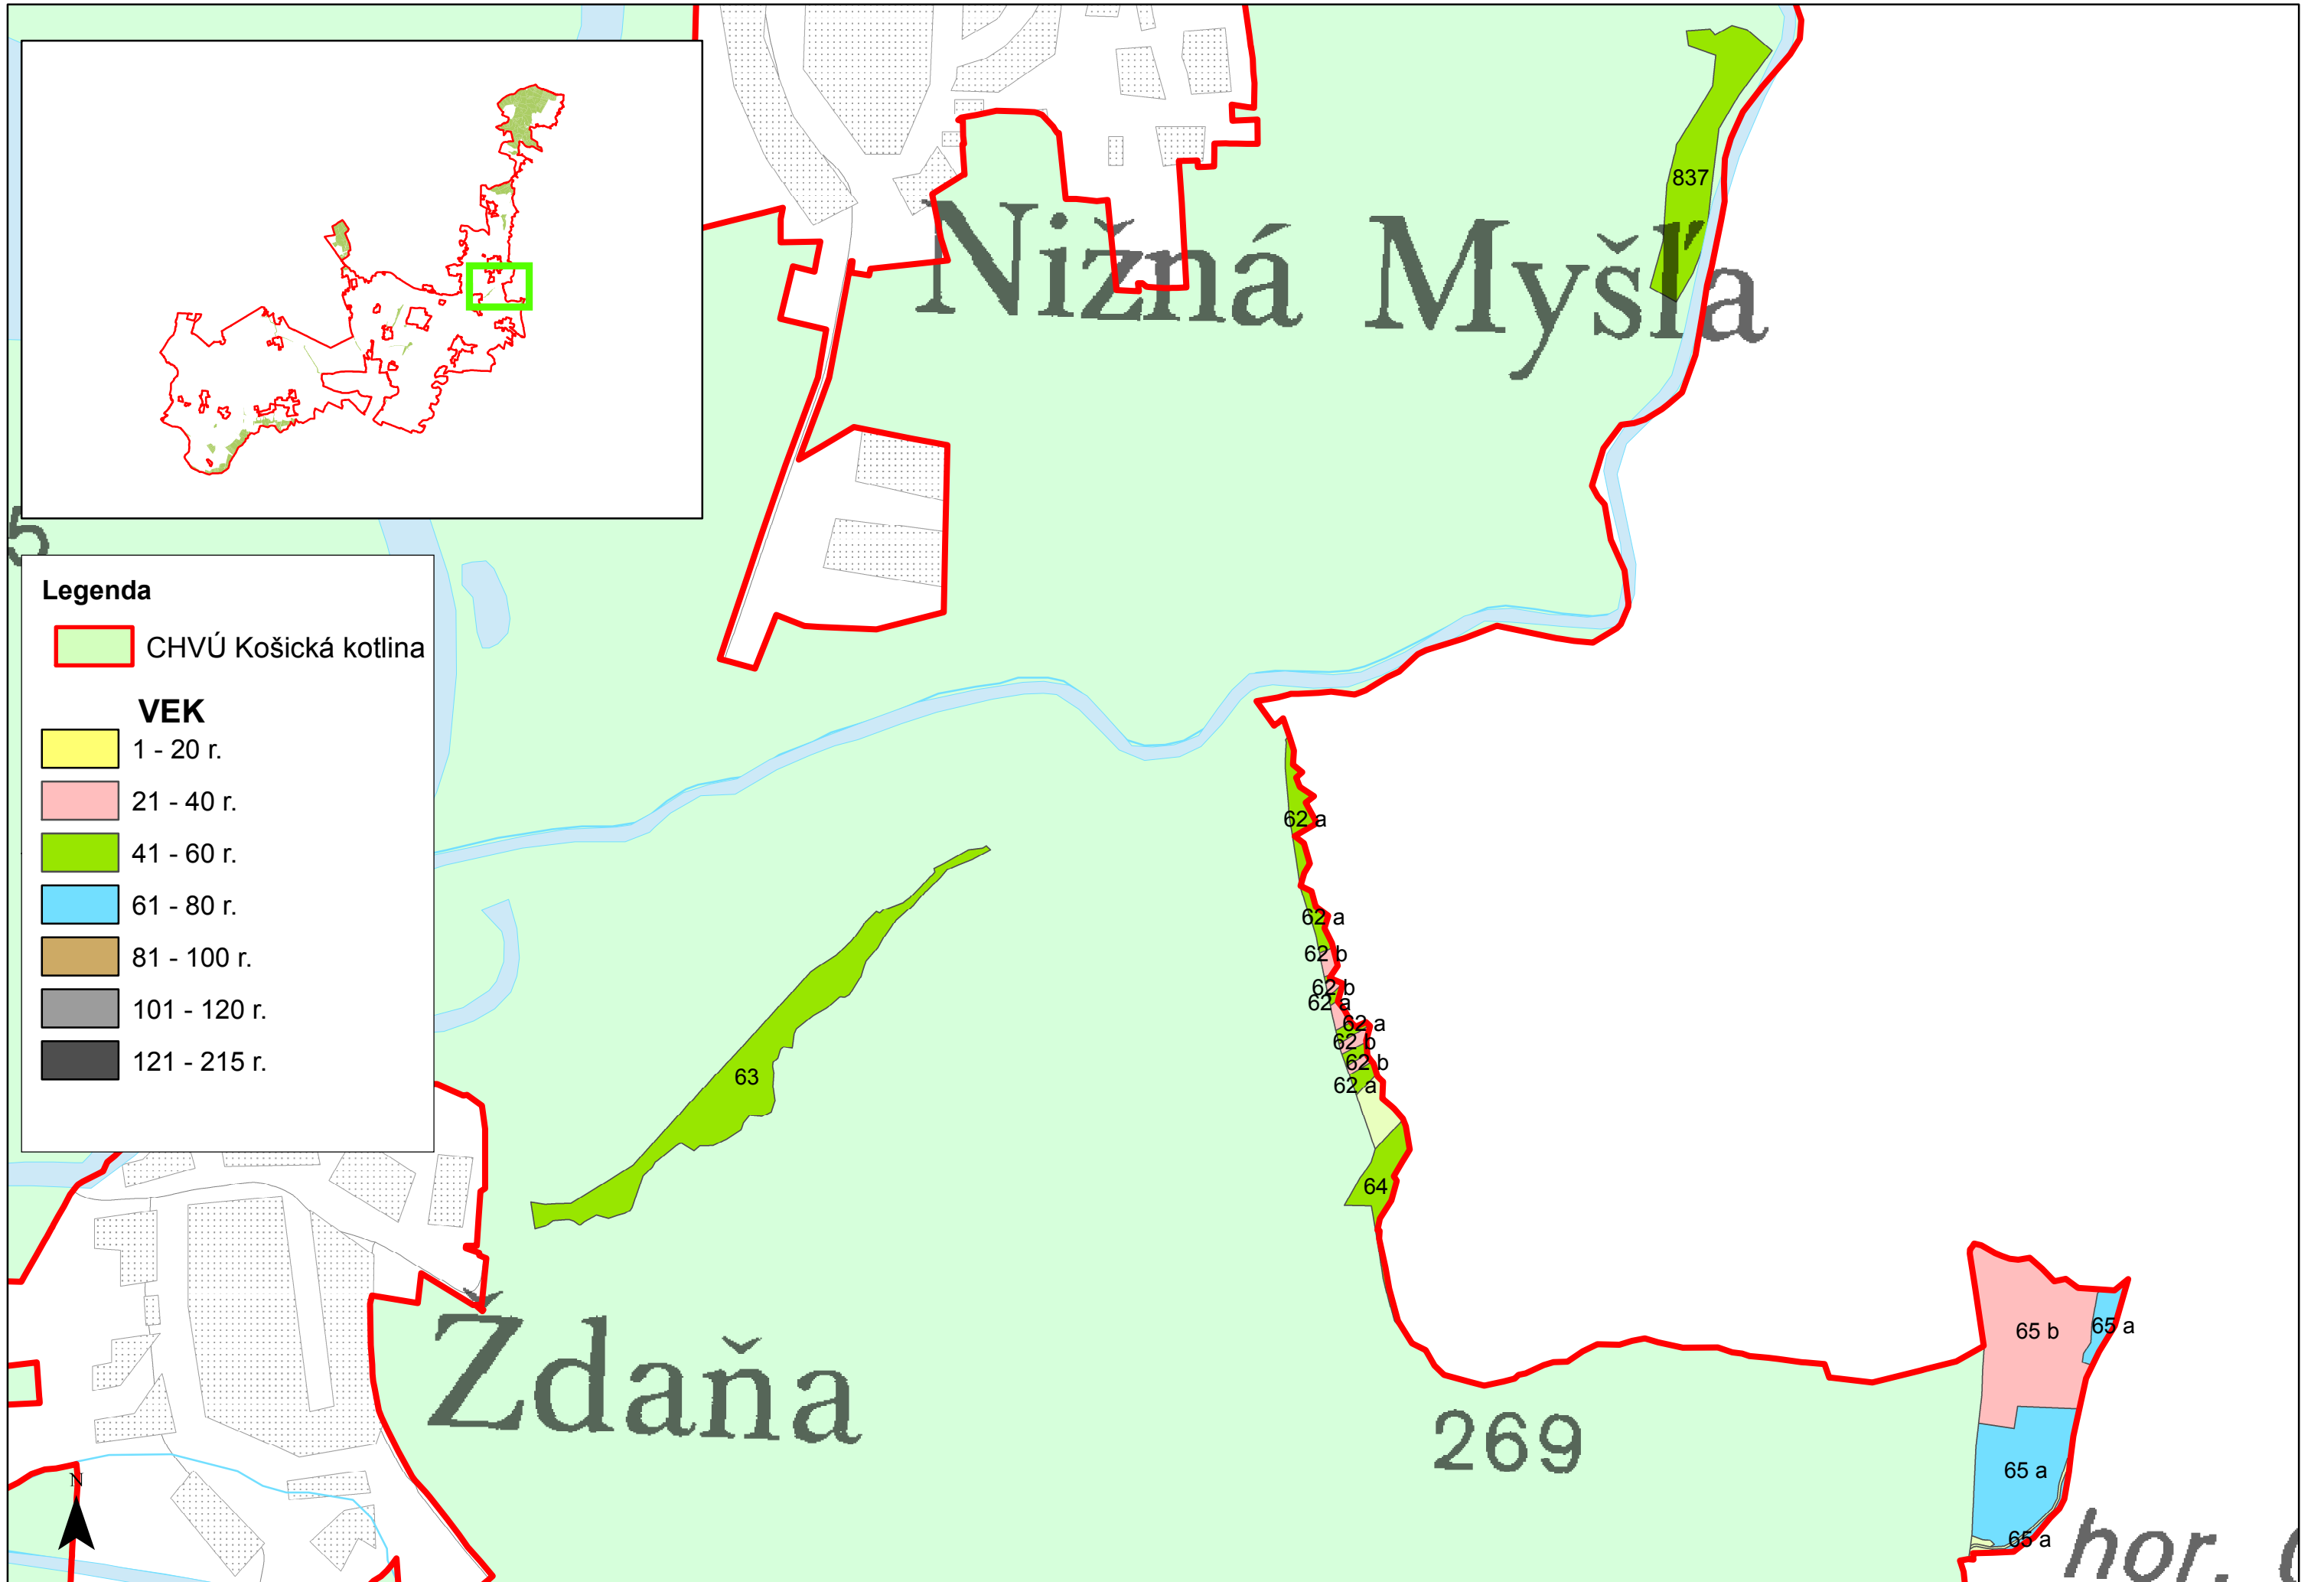 837
Nižná Myšľa
5
Legenda
CHVÚ Košická kotlina
VEK
1 - 20 r.
21 - 40 r.
41 - 60 r.
61 - 80 r.
81 - 100 r.
101 - 120 r.
121 - 215 r.
62 a
62 a
62 b
62 b
62 a
62 a
62 b
62 b
62 a
63
64
65 b
65 a
Ždaňa
269
65 a
N
65 a
hor.